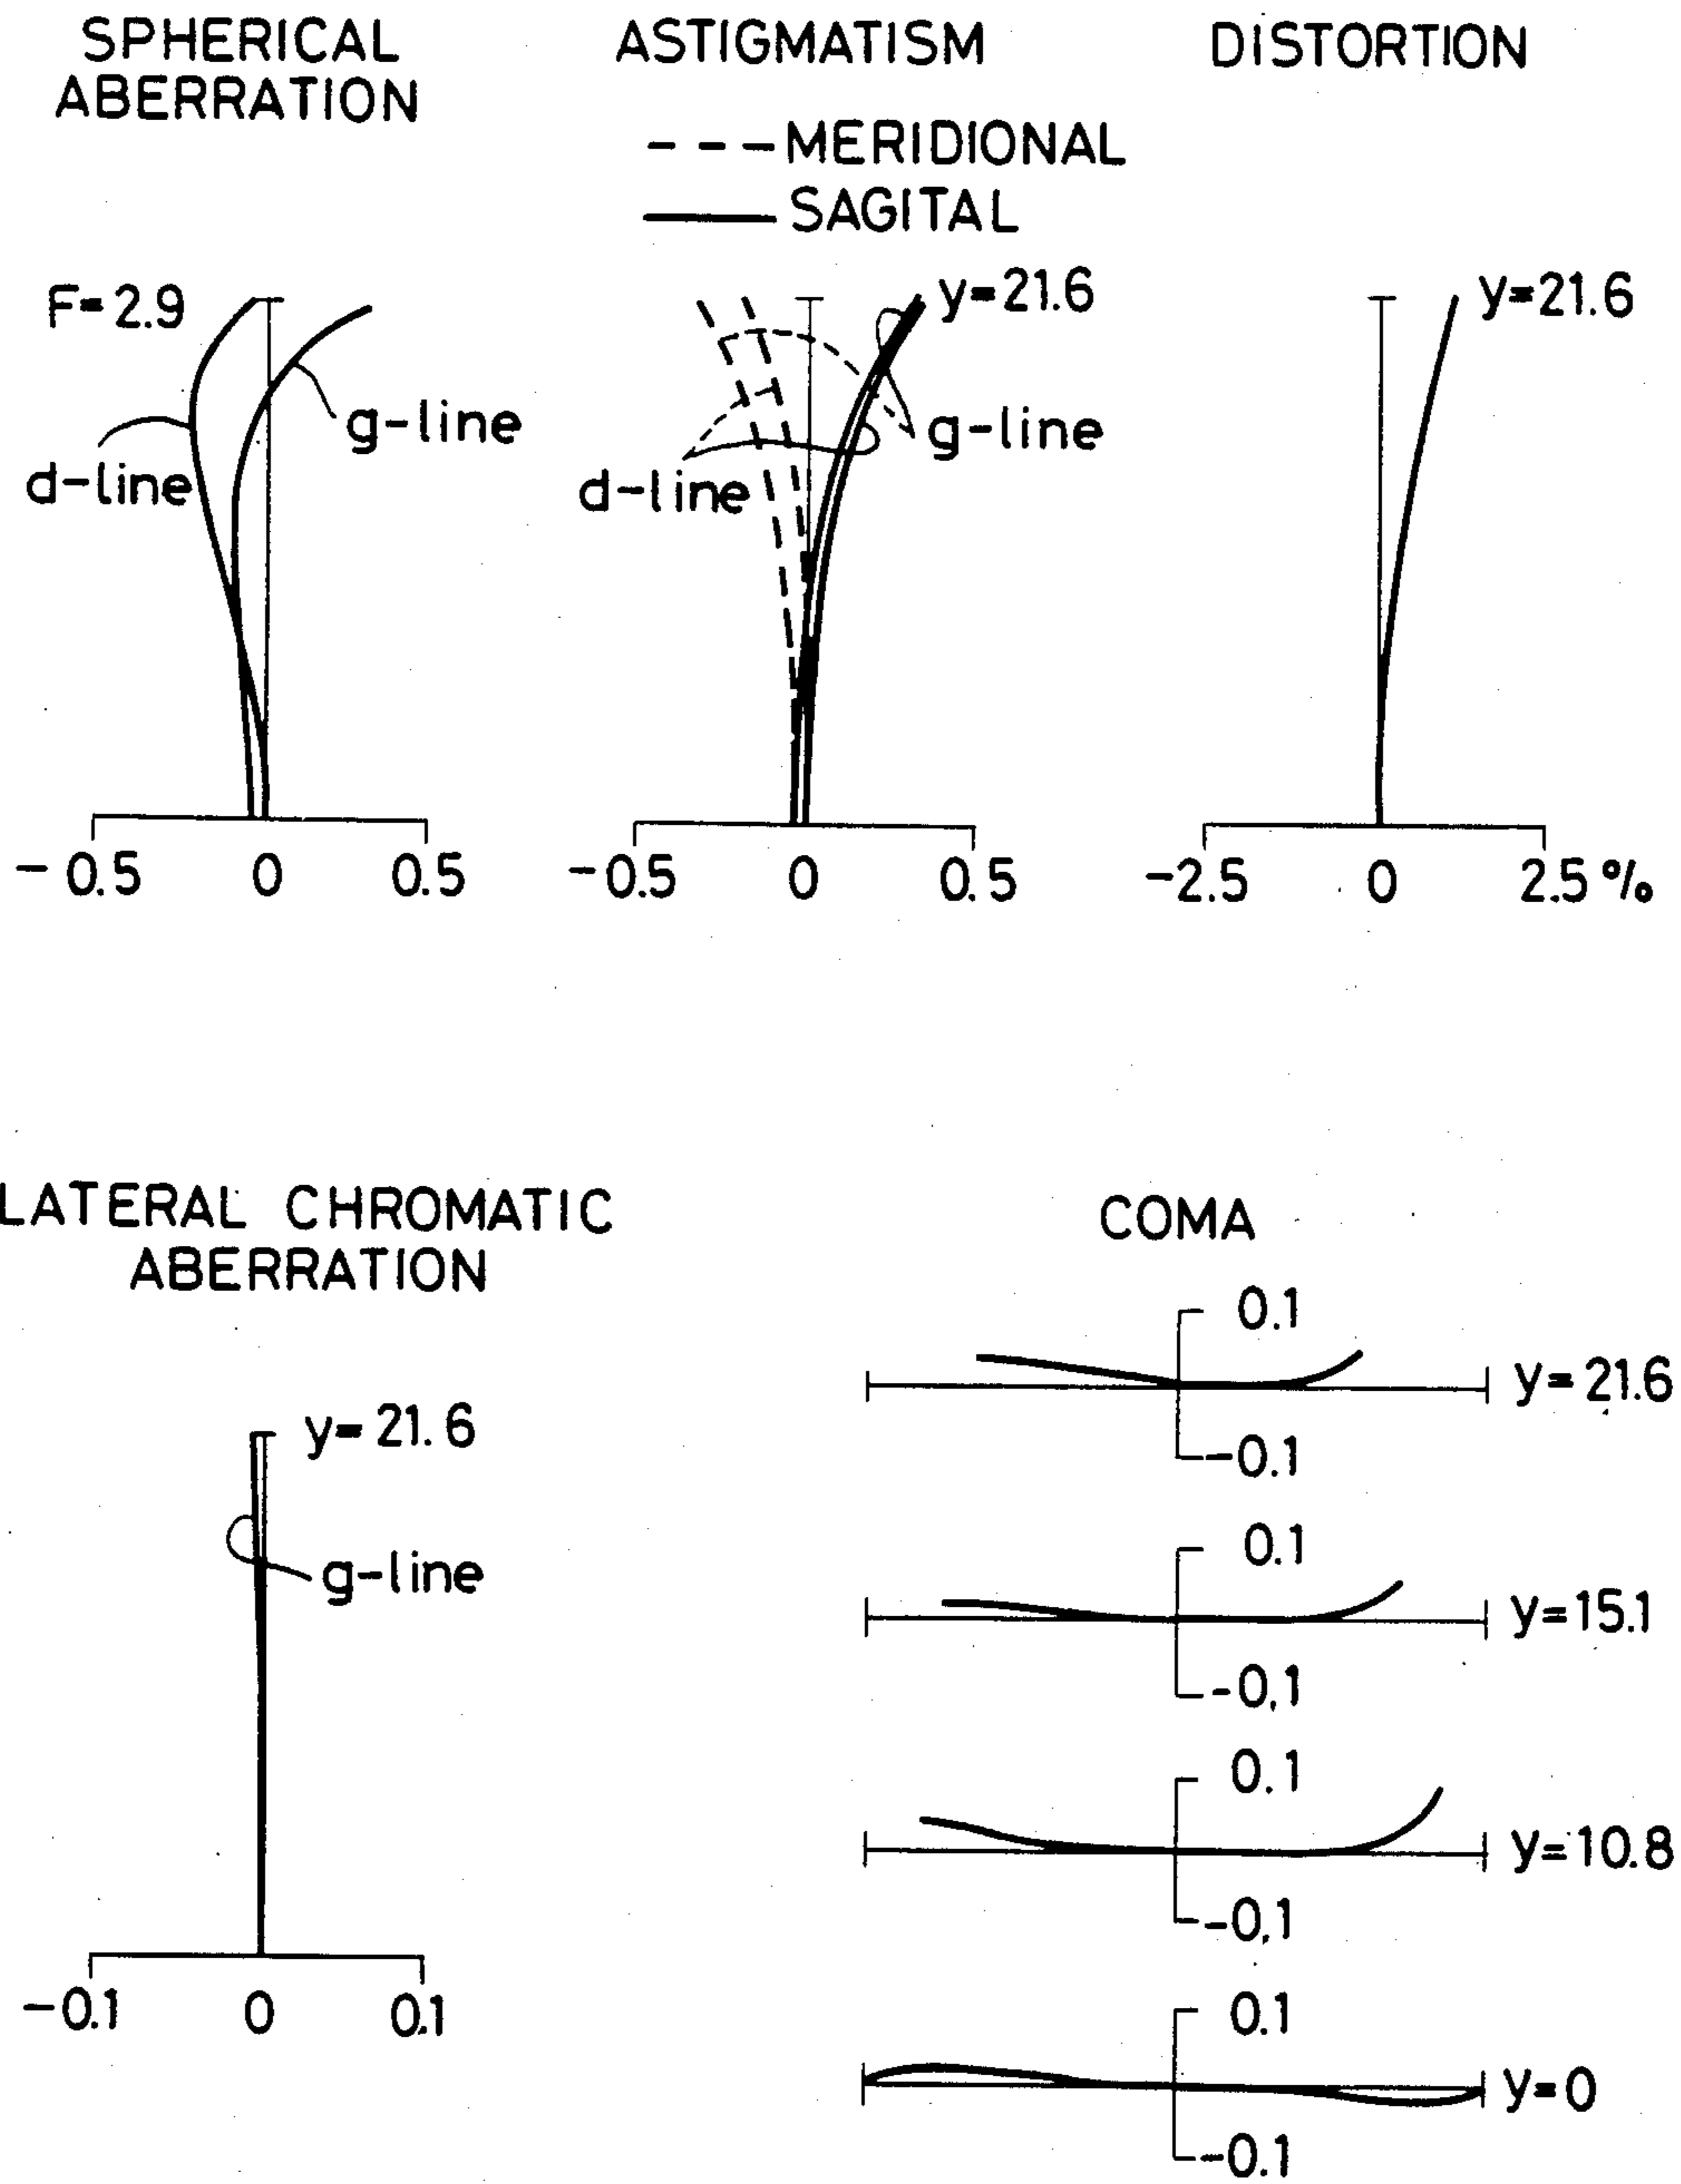 SPHERICAL
ABERRATION
F=2.9
g-line
d-line
-0.5 0 0.5
ASTIGMATISM
---MERIDIONAL
SAGITAL
y=21.6
g-line
d-line
-0.5 0 0.5
DISTORTION
y=21.6
-2.5 0 2.5%
LATERAL CHROMATIC
ABERRATION
y=21.6
g-line
-0.1 0 0.1
COMA
0.1
y=21.6
-0.1
0.1
y=15.1
-0.1
0.1
y=10.8
-0.1
0.1
y=0
-0.1